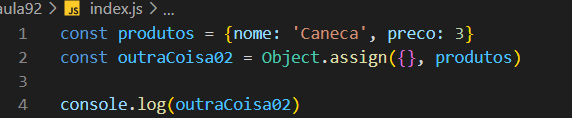 aula92 > JS index.js > ...
1 const produtos = {nome: 'Caneca', preco: 3}
2 const outraCoisa02 = Object.assign({}, produtos)
3
4 console.log(outraCoisa02)